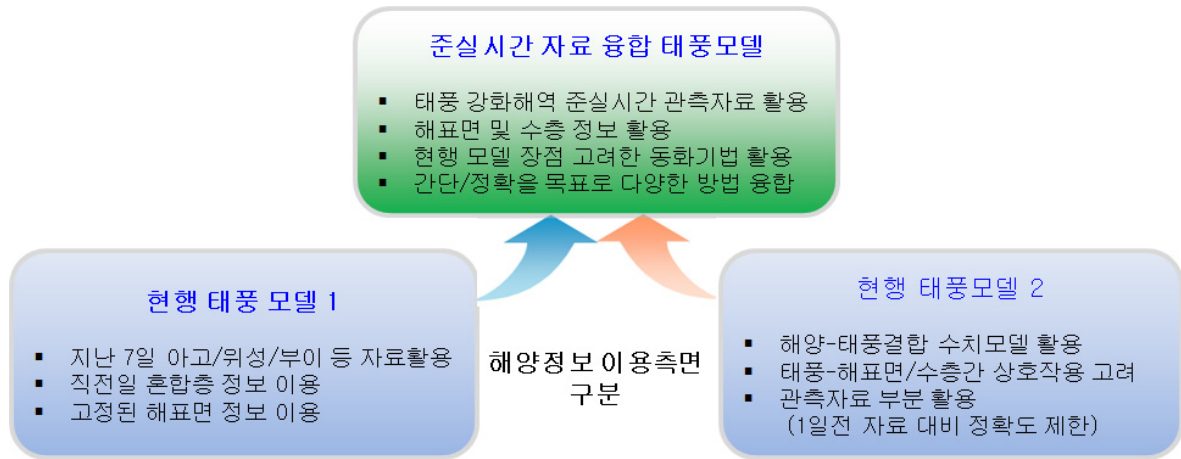 준실시간 자료 융합 태풍모델
▪ 태풍 강화해역 준실시간 관측자료 활용
▪ 해표면 및 수층 정보 활용
▪ 현행 모델 장점 고려한 동화기법 활용
▪ 간단/정확을 목표로 다양한 방법 융합
현행 태풍 모델 1
▪ 지난 7일 아고/위성/부이 등 자료활용
▪ 직전일 혼합층 정보 이용
▪ 고정된 해표면 정보 이용
해양정보 이용측면
구분
현행 태풍모델 2
▪ 해양-태풍결합 수치모델 활용
▪ 태풍-해표면/수층간 상호작용 고려
▪ 관측자료 부분 활용
(1일전 자료 대비 정확도 제한)